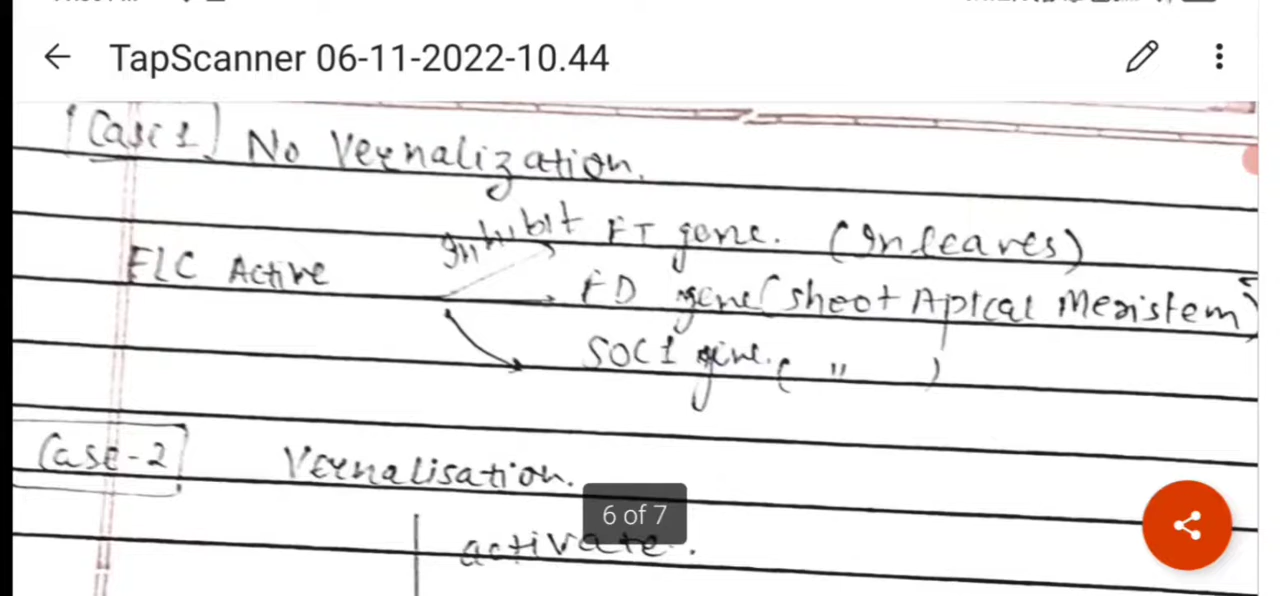 TapScanner 06-11-2022-10.44
Case 1 No Vernalization.
Inhibit FT gene. (In leaves)
FLC Active
FD gene (Shoot Apical Meristem)
SOC1 gene. ( " )
Case-2 Vernalisation.
6 of 7
activate.